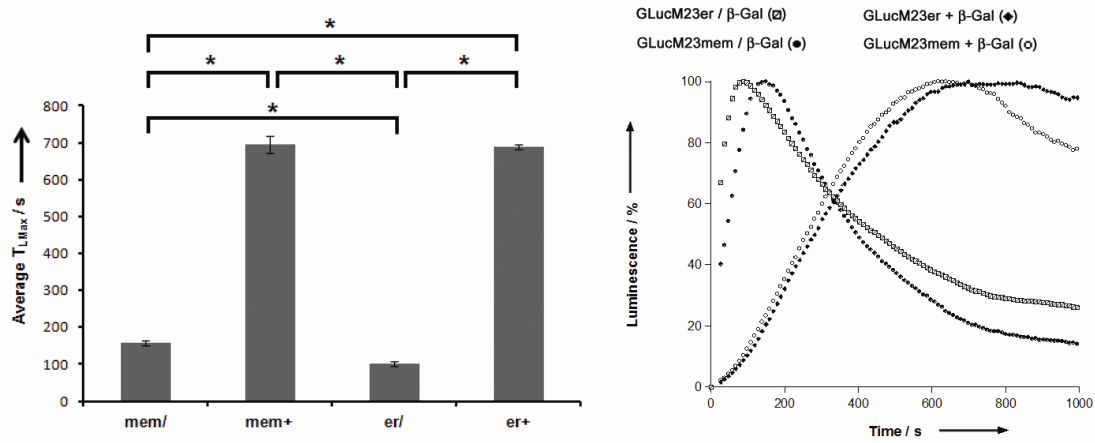 *
* * *
*
Average T LMax / s
800
700
600
500
400
300
200
100
0
mem/ mem+ er/ er+
GLucM23er / β-Gal (⊠) GLucM23er + β-Gal (◆)
GLucM23mem / β-Gal (●) GLucM23mem + β-Gal (○)
Luminescence / %
100
80
60
40
20
0
0 200 400 600 800 1000
Time / s